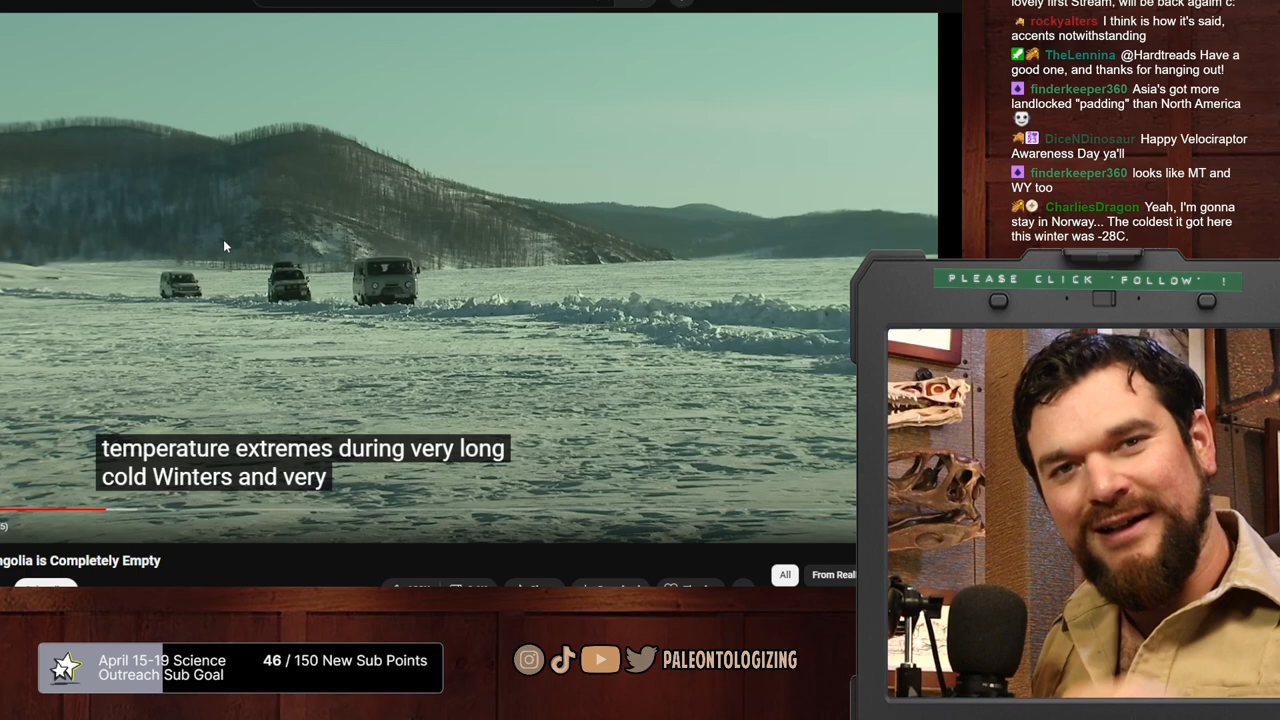 lovely first Stream, will be back agaim c:
rockyalters I think is how it's said,
accents notwithstanding
TheLennina @Hardtreads Have a
good one, and thanks for hanging out!
finderkeeper360 Asia's got more
landlocked "padding" than North America
DiceNDinosaur Happy Velociraptor
Awareness Day ya'll
finderkeeper360 looks like MT and
WY too
CharliesDragon Yeah, I'm gonna
stay in Norway... The coldest it got here
this winter was -28C.
PLEASE CLICK "FOLLOW" !
temperature extremes during very long
cold Winters and very
5)
ngolia is Completely Empty
All
From Real
April 15-19 Science
Outreach Sub Goal
46 / 150 New Sub Points
PALEONTOLOGIZING